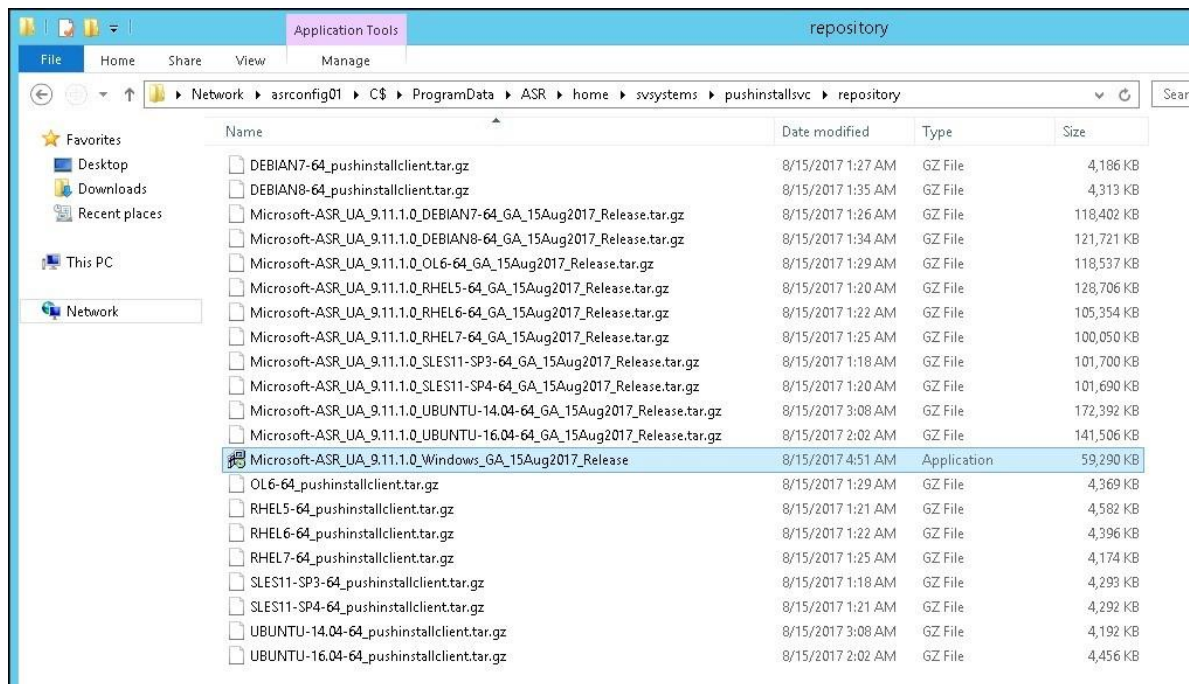 Application Tools repository
File Home Share View Manage
Network asrconfig01 C$ ProgramData ASR home svsystems pushinstallsvc repository Sear
Favorites
Desktop
Downloads
Recent places
This PC
Network
Name Date modified Type Size
DEBIAN7-64_pushinstallclient.tar.gz 8/15/2017 1:27 AM GZ File 4,186 KB
DEBIAN8-64_pushinstallclient.tar.gz 8/15/2017 1:35 AM GZ File 4,313 KB
Microsoft-ASR_UA_9.11.1.0_DEBIAN7-64_GA_15Aug2017_Release.tar.gz 8/15/2017 1:26 AM GZ File 118,402 KB
Microsoft-ASR_UA_9.11.1.0_DEBIAN8-64_GA_15Aug2017_Release.tar.gz 8/15/2017 1:34 AM GZ File 121,721 KB
Microsoft-ASR_UA_9.11.1.0_OL6-64_GA_15Aug2017_Release.tar.gz 8/15/2017 1:29 AM GZ File 118,537 KB
Microsoft-ASR_UA_9.11.1.0_RHEL5-64_GA_15Aug2017_Release.tar.gz 8/15/2017 1:20 AM GZ File 128,706 KB
Microsoft-ASR_UA_9.11.1.0_RHEL6-64_GA_15Aug2017_Release.tar.gz 8/15/2017 1:22 AM GZ File 105,354 KB
Microsoft-ASR_UA_9.11.1.0_RHEL7-64_GA_15Aug2017_Release.tar.gz 8/15/2017 1:25 AM GZ File 100,050 KB
Microsoft-ASR_UA_9.11.1.0_SLES11-SP3-64_GA_15Aug2017_Release.tar.gz 8/15/2017 1:18 AM GZ File 101,700 KB
Microsoft-ASR_UA_9.11.1.0_SLES11-SP4-64_GA_15Aug2017_Release.tar.gz 8/15/2017 1:20 AM GZ File 101,690 KB
Microsoft-ASR_UA_9.11.1.0_UBUNTU-14.04-64_GA_15Aug2017_Release.tar.gz 8/15/2017 3:08 AM GZ File 172,392 KB
Microsoft-ASR_UA_9.11.1.0_UBUNTU-16.04-64_GA_15Aug2017_Release.tar.gz 8/15/2017 2:02 AM GZ File 141,506 KB
Microsoft-ASR_UA_9.11.1.0_Windows_GA_15Aug2017_Release 8/15/2017 4:51 AM Application 59,290 KB
OL6-64_pushinstallclient.tar.gz 8/15/2017 1:29 AM GZ File 4,369 KB
RHEL5-64_pushinstallclient.tar.gz 8/15/2017 1:21 AM GZ File 4,582 KB
RHEL6-64_pushinstallclient.tar.gz 8/15/2017 1:22 AM GZ File 4,396 KB
RHEL7-64_pushinstallclient.tar.gz 8/15/2017 1:25 AM GZ File 4,174 KB
SLES11-SP3-64_pushinstallclient.tar.gz 8/15/2017 1:18 AM GZ File 4,293 KB
SLES11-SP4-64_pushinstallclient.tar.gz 8/15/2017 1:21 AM GZ File 4,292 KB
UBUNTU-14.04-64_pushinstallclient.tar.gz 8/15/2017 3:08 AM GZ File 4,192 KB
UBUNTU-16.04-64_pushinstallclient.tar.gz 8/15/2017 2:02 AM GZ File 4,456 KB